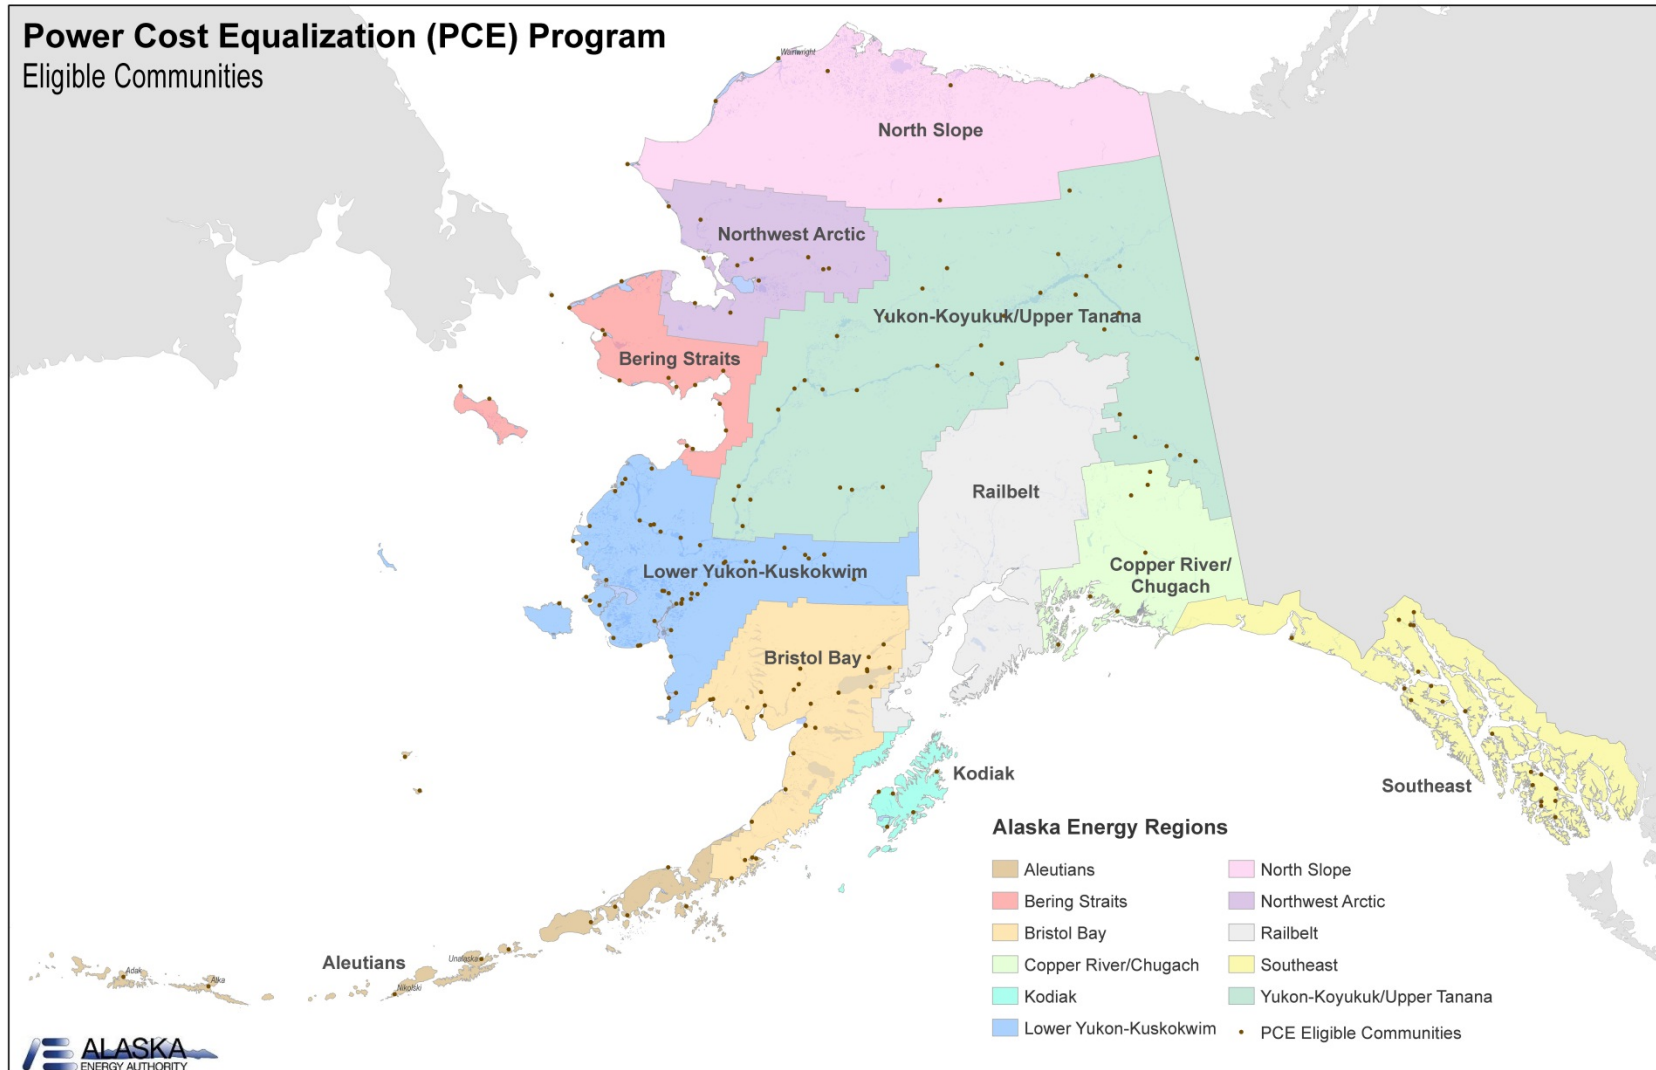 Power Cost Equalization (PCE) Program
Eligible Communities
Wainwright
North Slope
Northwest Arctic
Yukon-Koyukuk/Upper Tanana
Bering Straits
Railbelt
Lower Yukon-Kuskokwim
Copper River/
Chugach
Bristol Bay
Kodiak
Southeast
Aleutians
Unalaska
Adak
Atka
Nikolski
Alaska Energy Regions
Aleutians
Bering Straits
Bristol Bay
Copper River/Chugach
Kodiak
Lower Yukon-Kuskokwim
North Slope
Northwest Arctic
Railbelt
Southeast
Yukon-Koyukuk/Upper Tanana
PCE Eligible Communities
ALASKA
ENERGY AUTHORITY